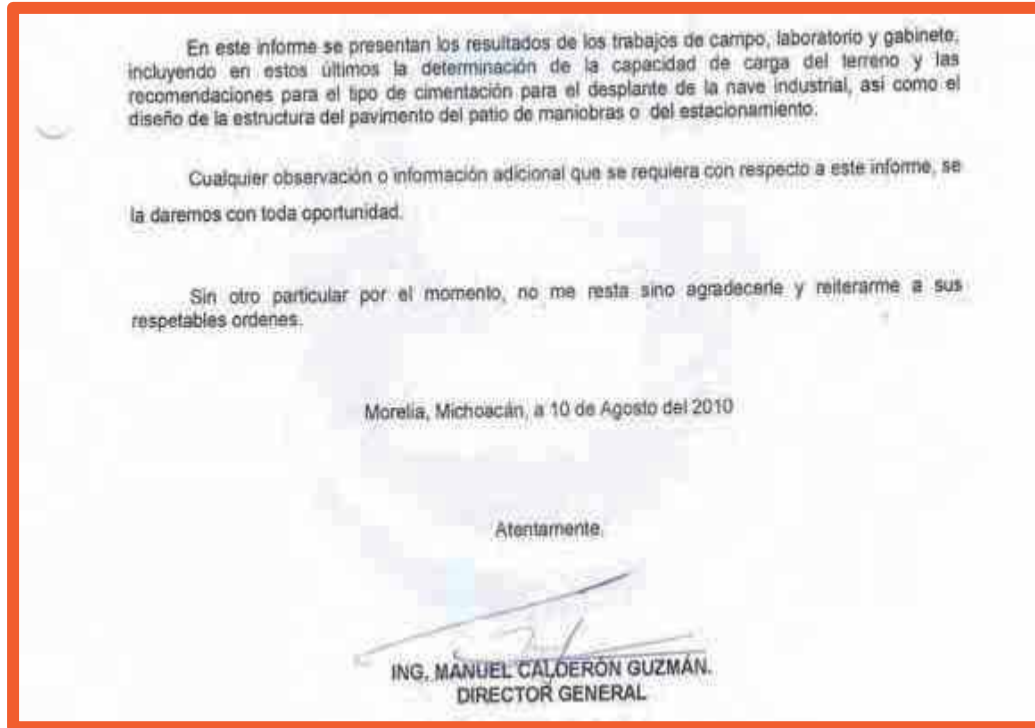 En este informe se presentan los resultados de los trabajos de campo, laboratorio y gabinete,
incluyendo en estos últimos la determinación de la capacidad de carga del terreno y las
recomendaciones para el tipo de cimentación para el desplante de la nave industrial, así como el
diseño de la estructura del pavimento del patio de maniobras o del estacionamiento.
Cualquier observación o información adicional que se requiera con respecto a este informe, se
la daremos con toda oportunidad.
Sin otro particular por el momento, no me resta sino agradecerle y reiterarme a sus
respetables ordenes.
Morelia, Michoacán, a 10 de Agosto del 2010
Atentamente.
ING. MANUEL CALDERÓN GUZMÁN.
DIRECTOR GENERAL